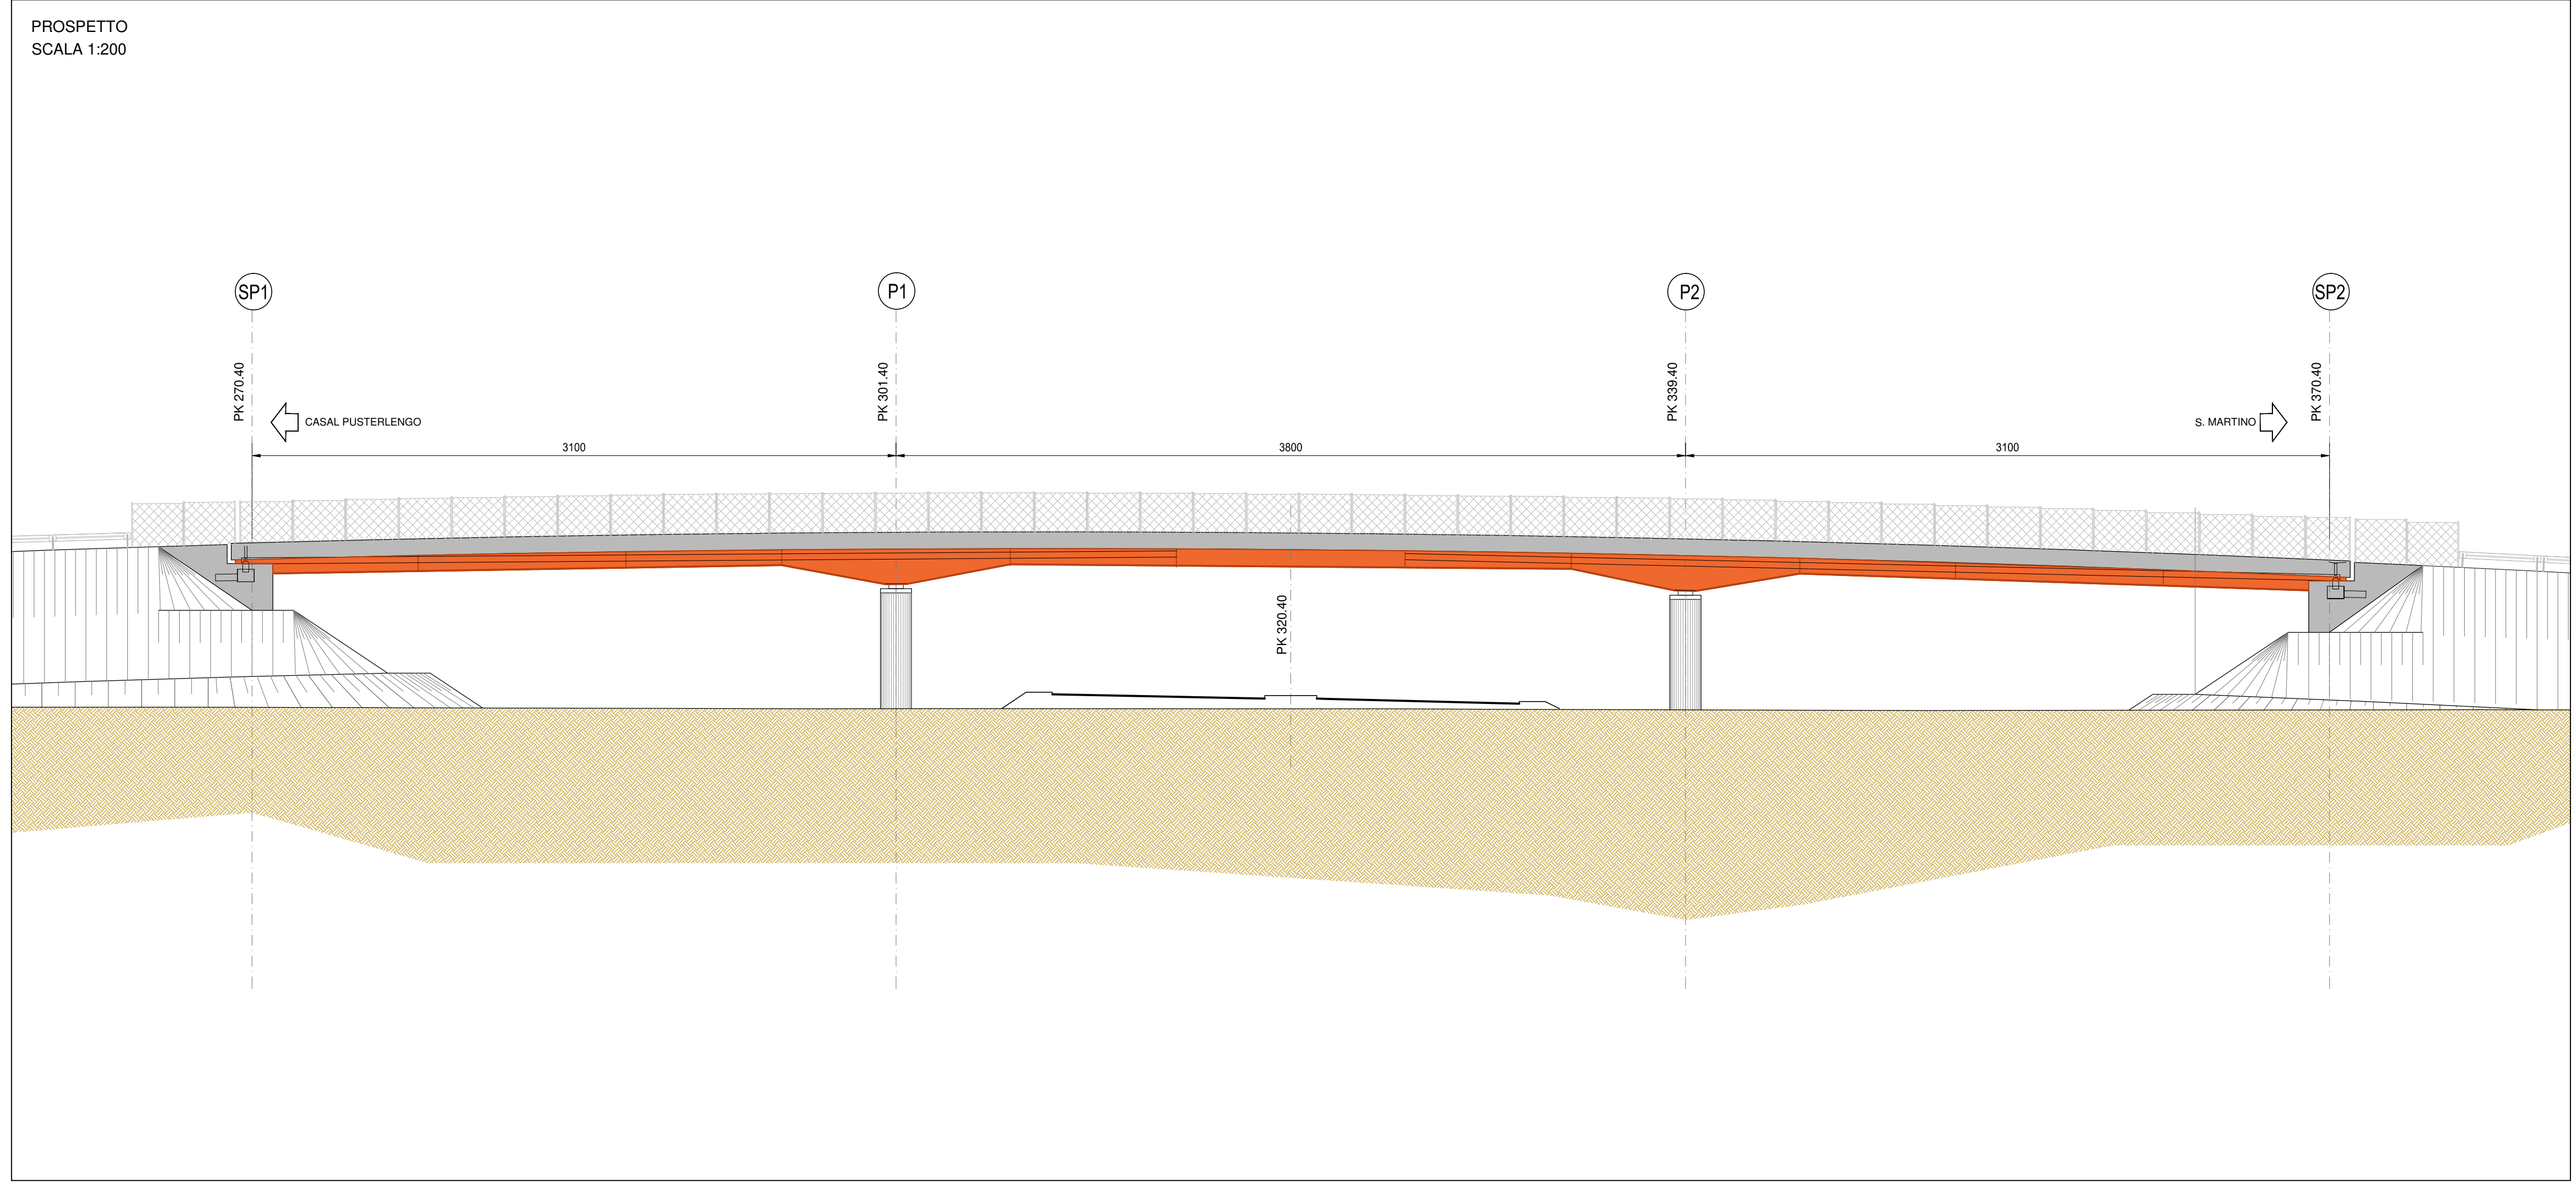 PROSPETTO
SCALA 1:200
SP1
P1
P2
SP2
PK 270.40
PK 301.40
PK 339.40
PK 370.40
CASAL PUSTERLENGO
S. MARTINO
3100
3800
3100
PK 320.40